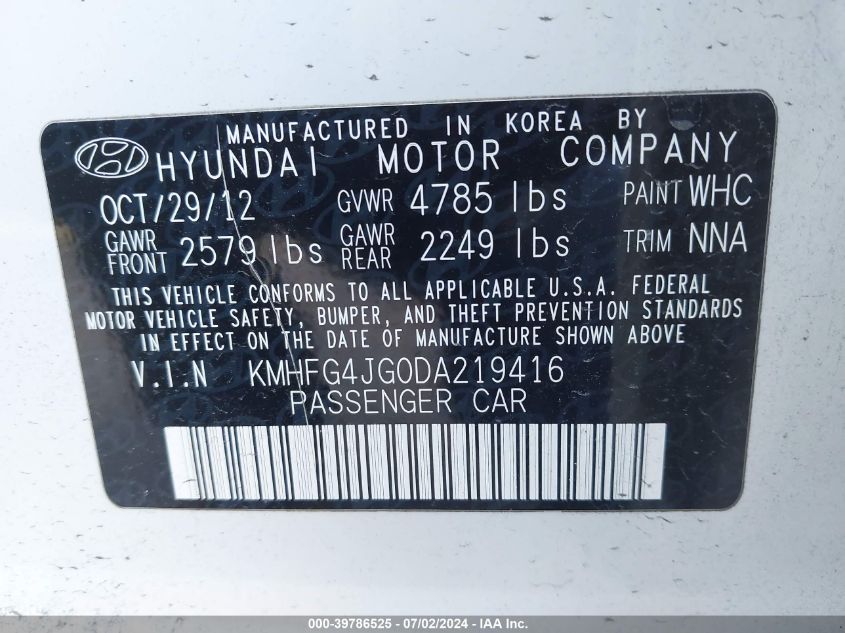 MANUFACTURED IN KOREA BY
HYUNDAI MOTOR COMPANY
OCT/29/12 GVWR 4785 lbs PAINT WHC
GAWR FRONT 2579 lbs GAWR REAR 2249 lbs TRIM NNA
THIS VEHICLE CONFORMS TO ALL APPLICABLE U.S.A. FEDERAL
MOTOR VEHICLE SAFETY, BUMPER, AND THEFT PREVENTION STANDARDS
IN EFFECT ON THE DATE OF MANUFACTURE SHOWN ABOVE
V.I.N KMHFG4JG0DA219416
PASSENGER CAR
000-39786525 - 07/02/2024 - IAA Inc.